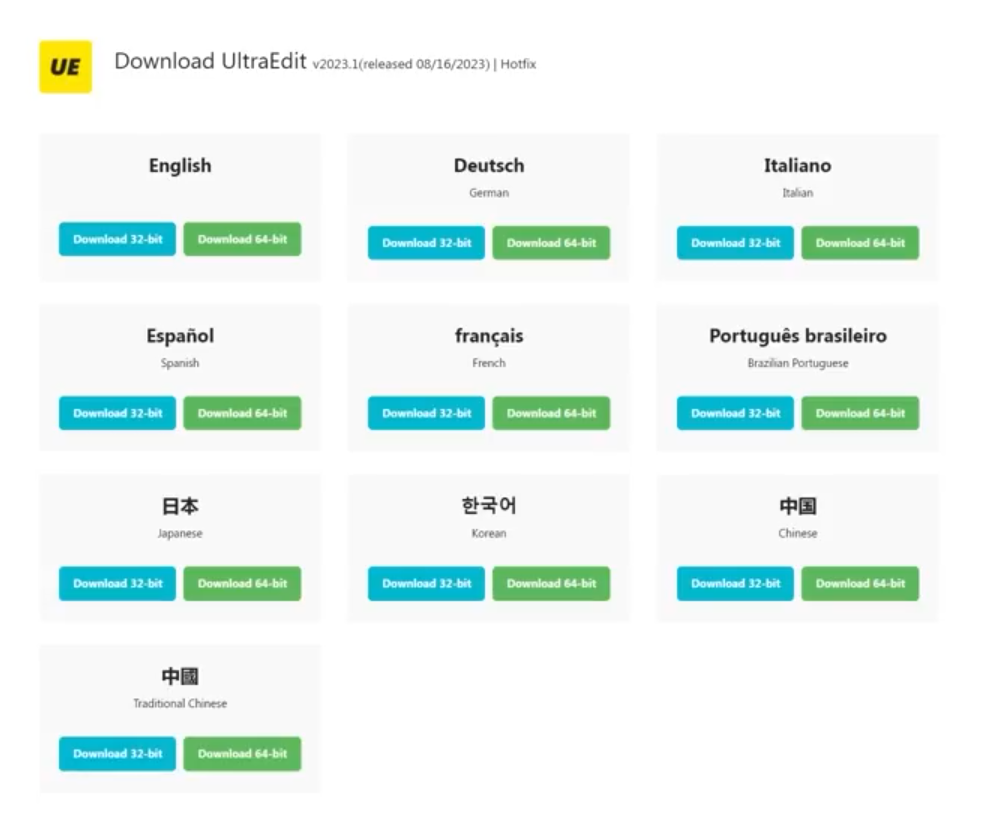 UE
Download UltraEdit v2023.1(released 08/16/2023) | Hotfix
English
Download 32-bit Download 64-bit
Deutsch
German
Download 32-bit Download 64-bit
Italiano
Italian
Download 32-bit Download 64-bit
Español
Spanish
Download 32-bit Download 64-bit
français
French
Download 32-bit Download 64-bit
Português brasileiro
Brazilian Portuguese
Download 32-bit Download 64-bit
日本
Japanese
Download 32-bit Download 64-bit
한국어
Korean
Download 32-bit Download 64-bit
中国
Chinese
Download 32-bit Download 64-bit
中國
Traditional Chinese
Download 32-bit Download 64-bit